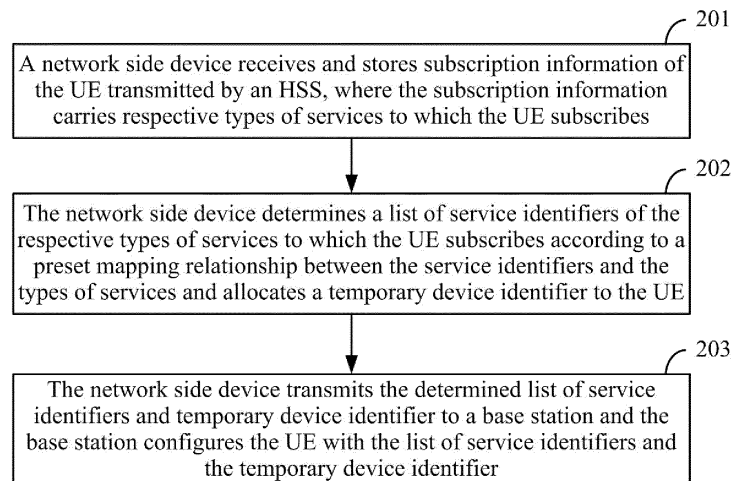 201
A network side device receives and stores subscription information of
the UE transmitted by an HSS, where the subscription information
carries respective types of services to which the UE subscribes
202
The network side device determines a list of service identifiers of the
respective types of services to which the UE subscribes according to a
preset mapping relationship between the service identifiers and the
types of services and allocates a temporary device identifier to the UE
203
The network side device transmits the determined list of service
identifiers and temporary device identifier to a base station and the
base station configures the UE with the list of service identifiers and
the temporary device identifier